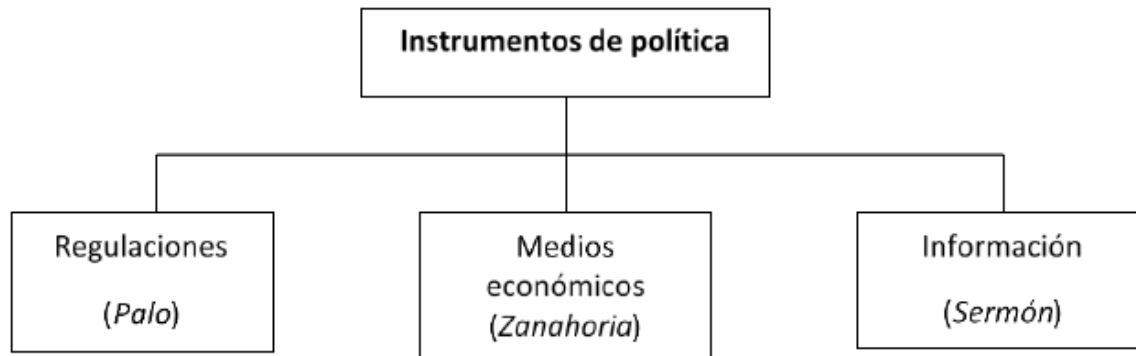 Instrumentos de política
Regulaciones
(Palo)
Medios
económicos
(Zanahoria)
Información
(Sermón)